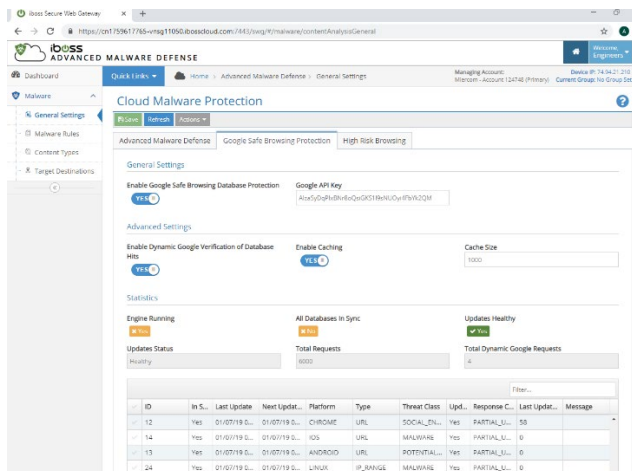 iboss Secure Web Gateway
https://cn1759617765-vnsg11050.ibosscloud.com:7443/swg/#/malware/contentAnalysisGeneral
iboss
ADVANCED MALWARE DEFENSE
Welcome,
Engineers
Dashboard
Quick Links
Home > Advanced Malware Defense > General Settings
Managing Account:
Device IP: 74.94.21.210
Current Group: No Group Set
Malware
General Settings
Malware Rules
Content Types
Target Destinations
Cloud Malware Protection
Save Refresh Actions
Advanced Malware Defense Google Safe Browsing Protection High Risk Browsing
General Settings
Enable Google Safe Browsing Database Protection Google API Key
YES
Advanced Settings
Enable Dynamic Google Verification of Database Enable Caching Cache Size
Hits
YES YES 1000
Statistics
Engine Running All Databases In Sync Updates Healthy
Yes No Yes
Updates Status Total Requests Total Dynamic Google Requests
Healthy 6000 4
Filter...
ID In S... Last Update Next Updat... Platform Type Threat Class Upd... Response C... Last Updat... Message
12 Yes 01/07/19 0... 01/07/19 0... CHROME URL SOCIAL_EN... Yes PARTIAL_U... 58
14 Yes 01/07/19 0... 01/07/19 0... IOS URL MALWARE Yes PARTIAL_U... 0
13 Yes 01/07/19 0... 01/07/19 0... ANDROID URL POTENTIAL... Yes PARTIAL_U... 0
24 Yes 01/07/19 0... 01/07/19 0... LINUX IP_RANGE MALWARE Yes PARTIAL_U... 0